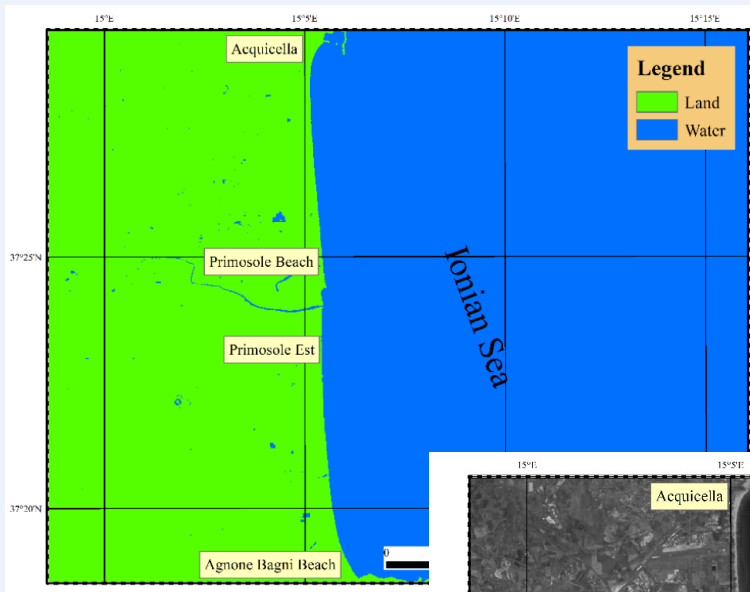 15°E 15°5'E 15°10'E 15°15'E
Acquicella
Legend
Land
Water
37°25'N
Primosole Beach
Ionian Sea
Primosole Est
37°20'N
Agnone Bagni Beach
0
15°E 15°5'E
Acquicella